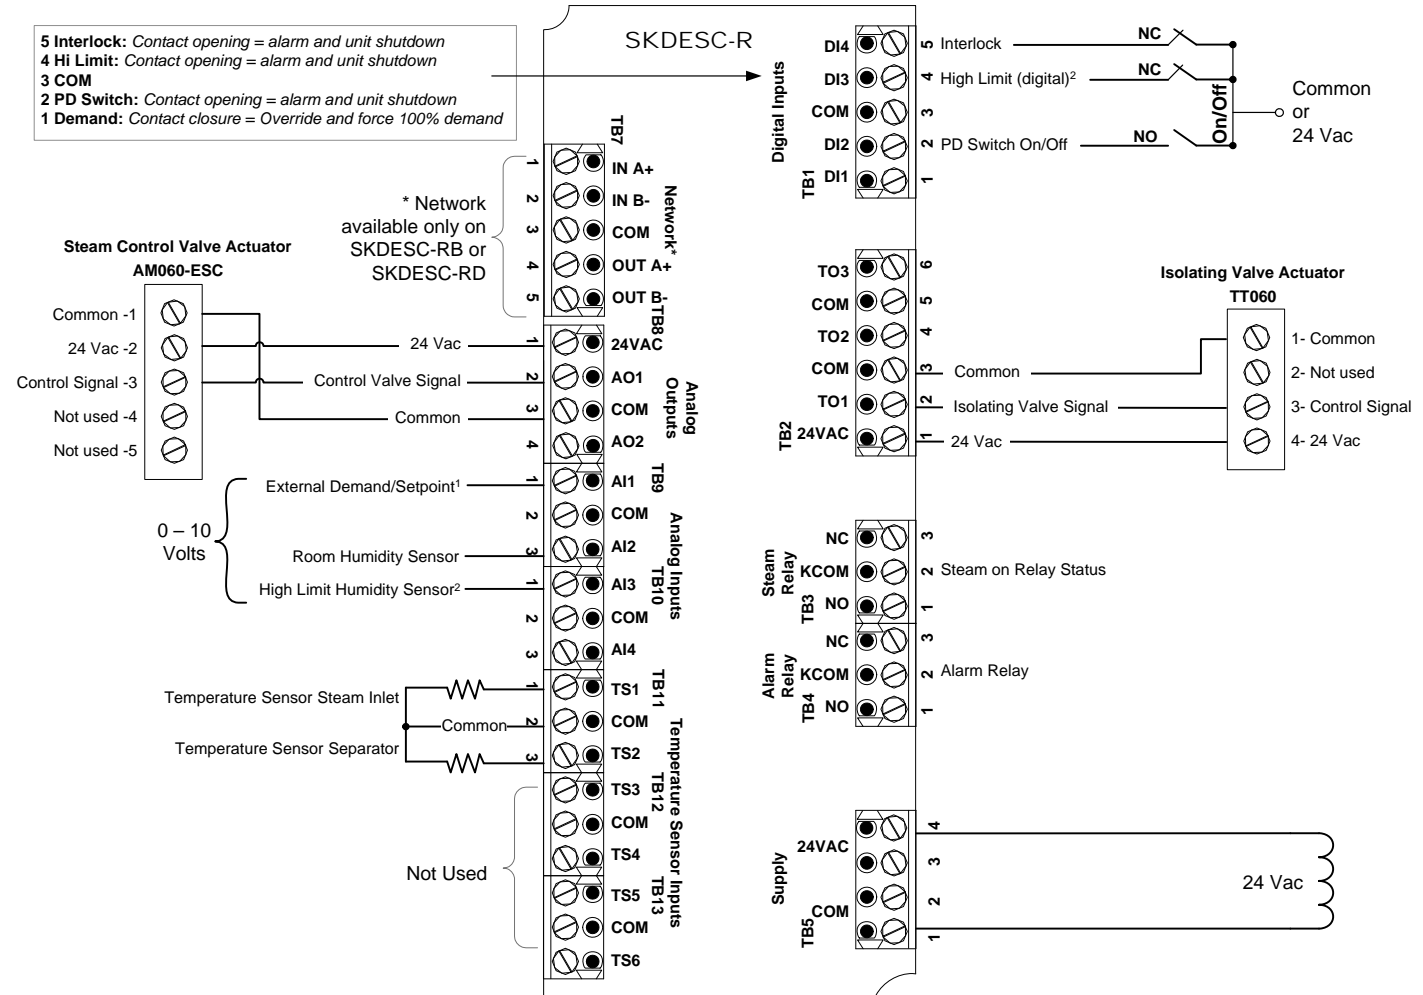 5 Interlock: Contact opening = alarm and unit shutdown
4 Hi Limit: Contact opening = alarm and unit shutdown
3 COM
2 PD Switch: Contact opening = alarm and unit shutdown
1 Demand: Contact closure = Override and force 100% demand
SKDESC-R
TB7
1 IN A+
2 IN B-
3 COM
4 OUT A+
5 OUT B-
Network*
* Network
available only on
SKDESC-RB or
SKDESC-RD
Steam Control Valve Actuator
AM060-ESC
Common -1
24 Vac -2
Control Signal -3
Not used -4
Not used -5
24 Vac
Control Valve Signal
Common
TB8
1 24VAC
2 AO1
3 COM
4 AO2
Analog
Outputs
0 – 10
Volts
External Demand/Setpoint¹
Room Humidity Sensor
High Limit Humidity Sensor²
TB9
1 AI1
2 COM
3 AI2
Analog Inputs
TB10
1 AI3
2 COM
3 AI4
Temperature Sensor Steam Inlet
Common
Temperature Sensor Separator
TB11
1 TS1
2 COM
3 TS2
Temperature Sensor Inputs
TB12
TS3
COM
TS4
TB13
TS5
COM
TS6
Not Used
Digital Inputs
TB1
DI4 5 Interlock NC
DI3 4 High Limit (digital)² NC
COM 3
DI2 2 PD Switch On/Off NO
DI1 1
On/Off
Common
or
24 Vac
TB2
TO3 6
COM 5
TO2 4
COM 3 Common
TO1 2 Isolating Valve Signal
24VAC 1 24 Vac
Isolating Valve Actuator
TT060
1- Common
2- Not used
3- Control Signal
4- 24 Vac
Steam
Relay
TB3
NC 3
KCOM 2 Steam on Relay Status
NO 1
Alarm
Relay
TB4
NC 3
KCOM 2 Alarm Relay
NO 1
Supply
TB5
24VAC
COM
4
3
2
1
24 Vac